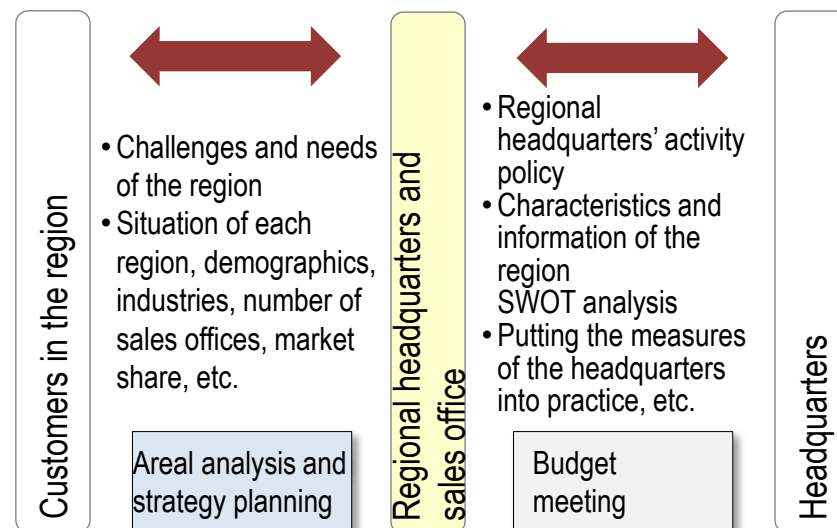 Customers in the region
• Challenges and needs
of the region
• Situation of each
region, demographics,
industries, number of
sales offices, market
share, etc.
Areal analysis and
strategy planning
Regional headquarters and
sales office
• Regional
headquarters’ activity
policy
• Characteristics and
information of the
region
SWOT analysis
• Putting the measures
of the headquarters
into practice, etc.
Budget
meeting
Headquarters